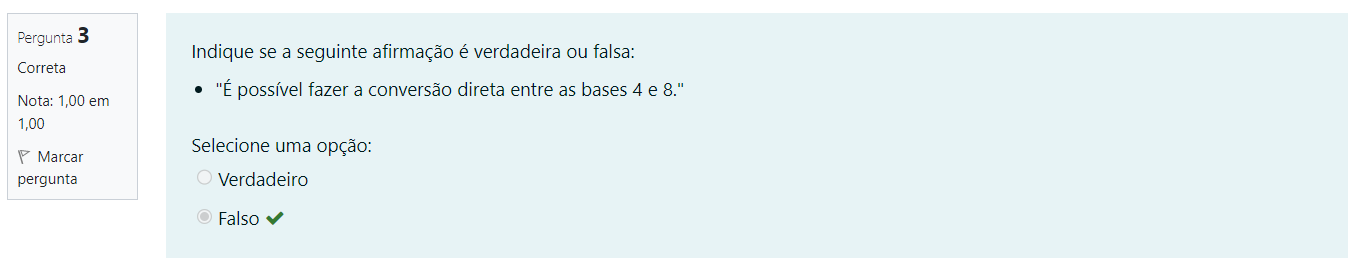 Pergunta 3
Correta
Nota: 1,00 em
1,00
Marcar
pergunta
Indique se a seguinte afirmação é verdadeira ou falsa:
• "É possível fazer a conversão direta entre as bases 4 e 8."
Selecione uma opção:
Verdadeiro
Falso